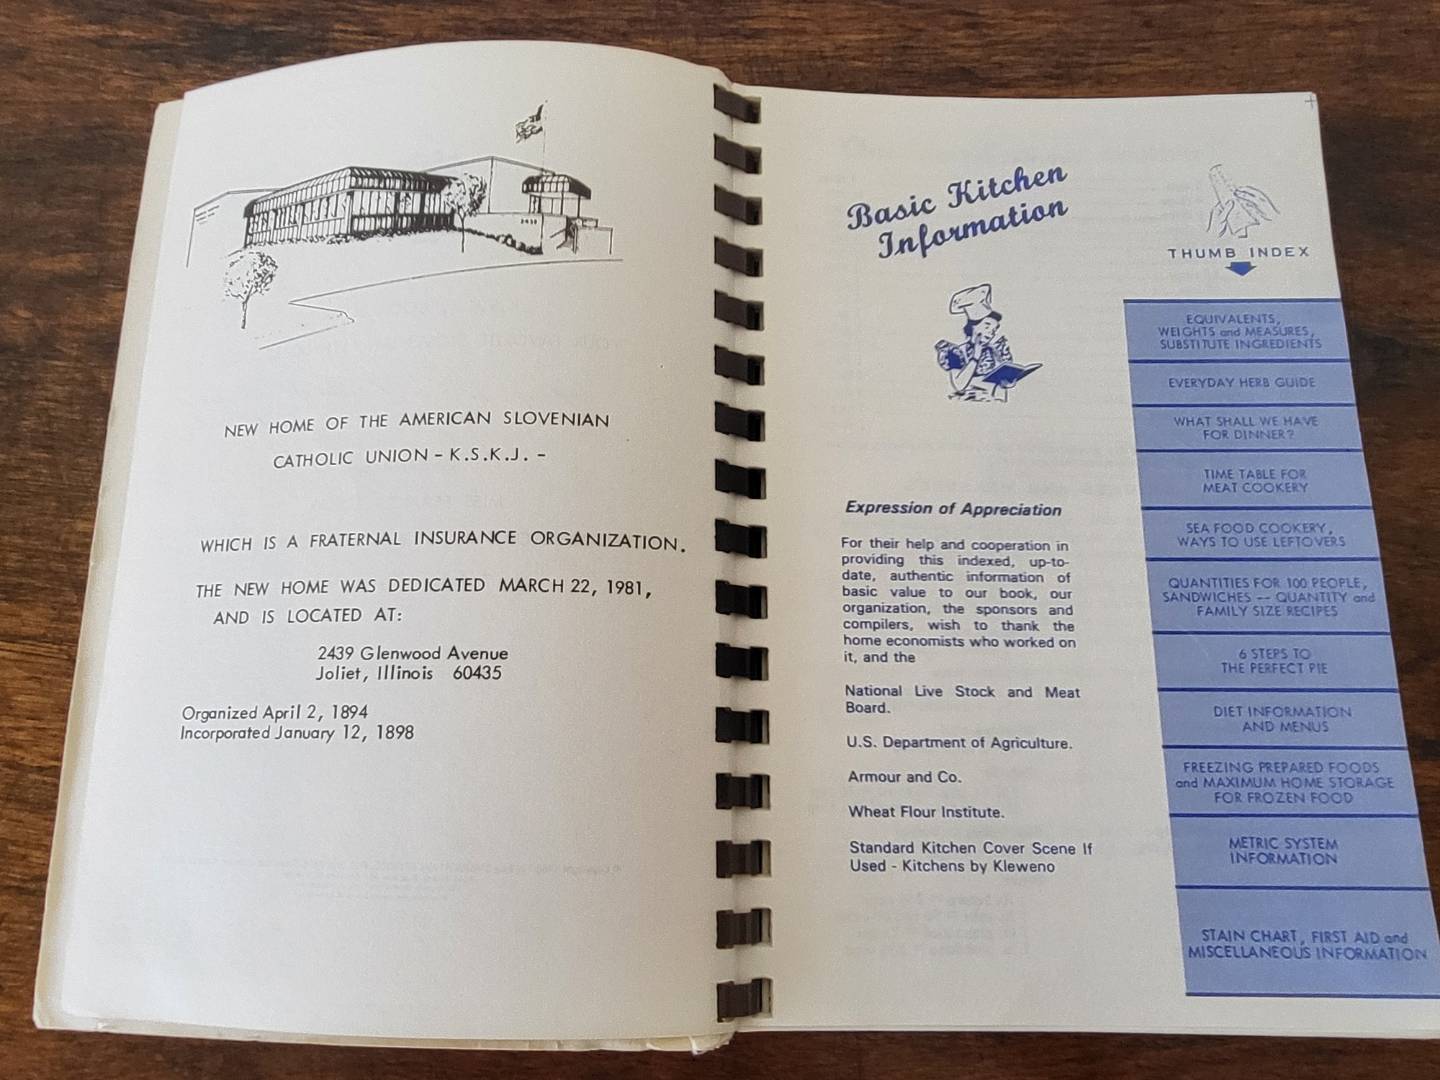 2439
NEW HOME OF THE AMERICAN SLOVENIAN
CATHOLIC UNION - K.S.K.J. -
WHICH IS A FRATERNAL INSURANCE ORGANIZATION.
THE NEW HOME WAS DEDICATED MARCH 22, 1981,
AND IS LOCATED AT:
2439 Glenwood Avenue
Joliet, Illinois 60435
Organized April 2, 1894
Incorporated January 12, 1898
Basic Kitchen
Information
Expression of Appreciation
For their help and cooperation in
providing this indexed, up-to-
date, authentic information of
basic value to our book, our
organization, the sponsors and
compilers, wish to thank the
home economists who worked on
it, and the
National Live Stock and Meat
Board.
U.S. Department of Agriculture.
Armour and Co.
Wheat Flour Institute.
Standard Kitchen Cover Scene If
Used - Kitchens by Kleweno
THUMB INDEX
EQUIVALENTS,
WEIGHTS and MEASURES,
SUBSTITUTE INGREDIENTS
EVERYDAY HERB GUIDE
WHAT SHALL WE HAVE
FOR DINNER?
TIME TABLE FOR
MEAT COOKERY
SEA FOOD COOKERY,
WAYS TO USE LEFTOVERS
QUANTITIES FOR 100 PEOPLE,
SANDWICHES -- QUANTITY and
FAMILY SIZE RECIPES
6 STEPS TO
THE PERFECT PIE
DIET INFORMATION
AND MENUS
FREEZING PREPARED FOODS
and MAXIMUM HOME STORAGE
FOR FROZEN FOOD
METRIC SYSTEM
INFORMATION
STAIN CHART, FIRST AID and
MISCELLANEOUS INFORMATION